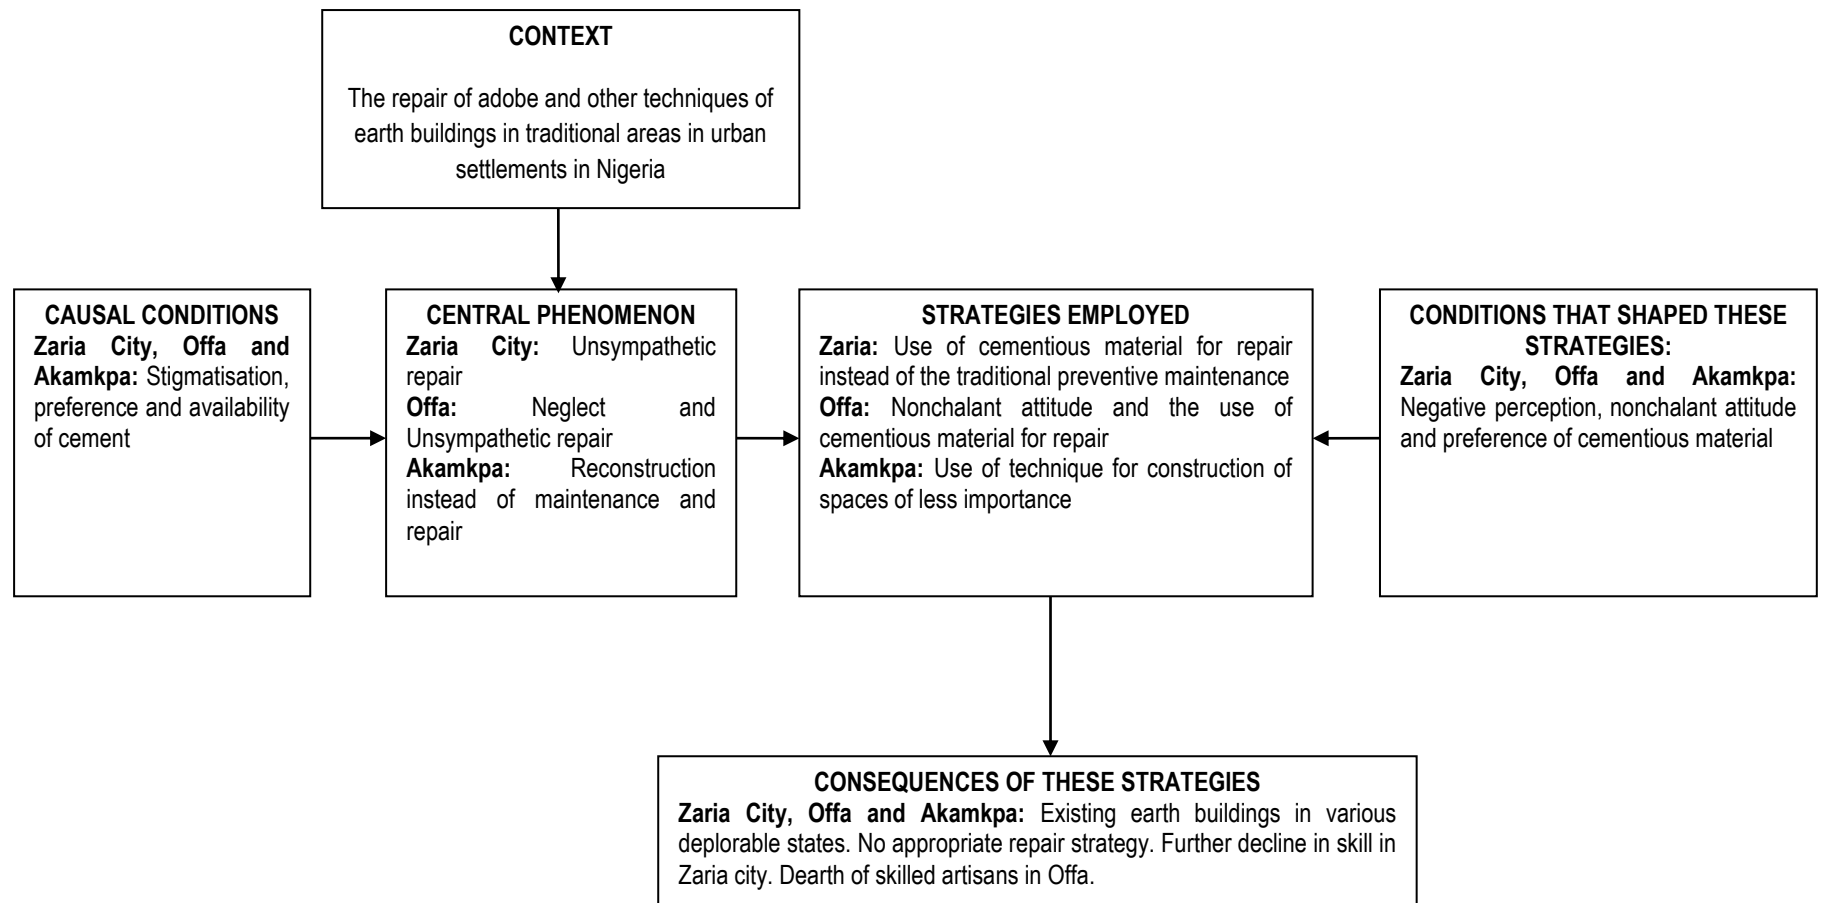 CONTEXT
The repair of adobe and other techniques of
earth buildings in traditional areas in urban
settlements in Nigeria
CAUSAL CONDITIONS
Zaria City, Offa and
Akamkpa: Stigmatisation,
preference and availability
of cement
CENTRAL PHENOMENON
Zaria City: Unsympathetic
repair
Offa: Neglect and
Unsympathetic repair
Akamkpa: Reconstruction
instead of maintenance and
repair
STRATEGIES EMPLOYED
Zaria: Use of cementious material for repair
instead of the traditional preventive maintenance
Offa: Nonchalant attitude and the use of
cementious material for repair
Akamkpa: Use of technique for construction of
spaces of less importance
CONDITIONS THAT SHAPED THESE
STRATEGIES:
Zaria City, Offa and Akamkpa:
Negative perception, nonchalant attitude
and preference of cementious material
CONSEQUENCES OF THESE STRATEGIES
Zaria City, Offa and Akamkpa: Existing earth buildings in various
deplorable states. No appropriate repair strategy. Further decline in skill in
Zaria city. Dearth of skilled artisans in Offa.